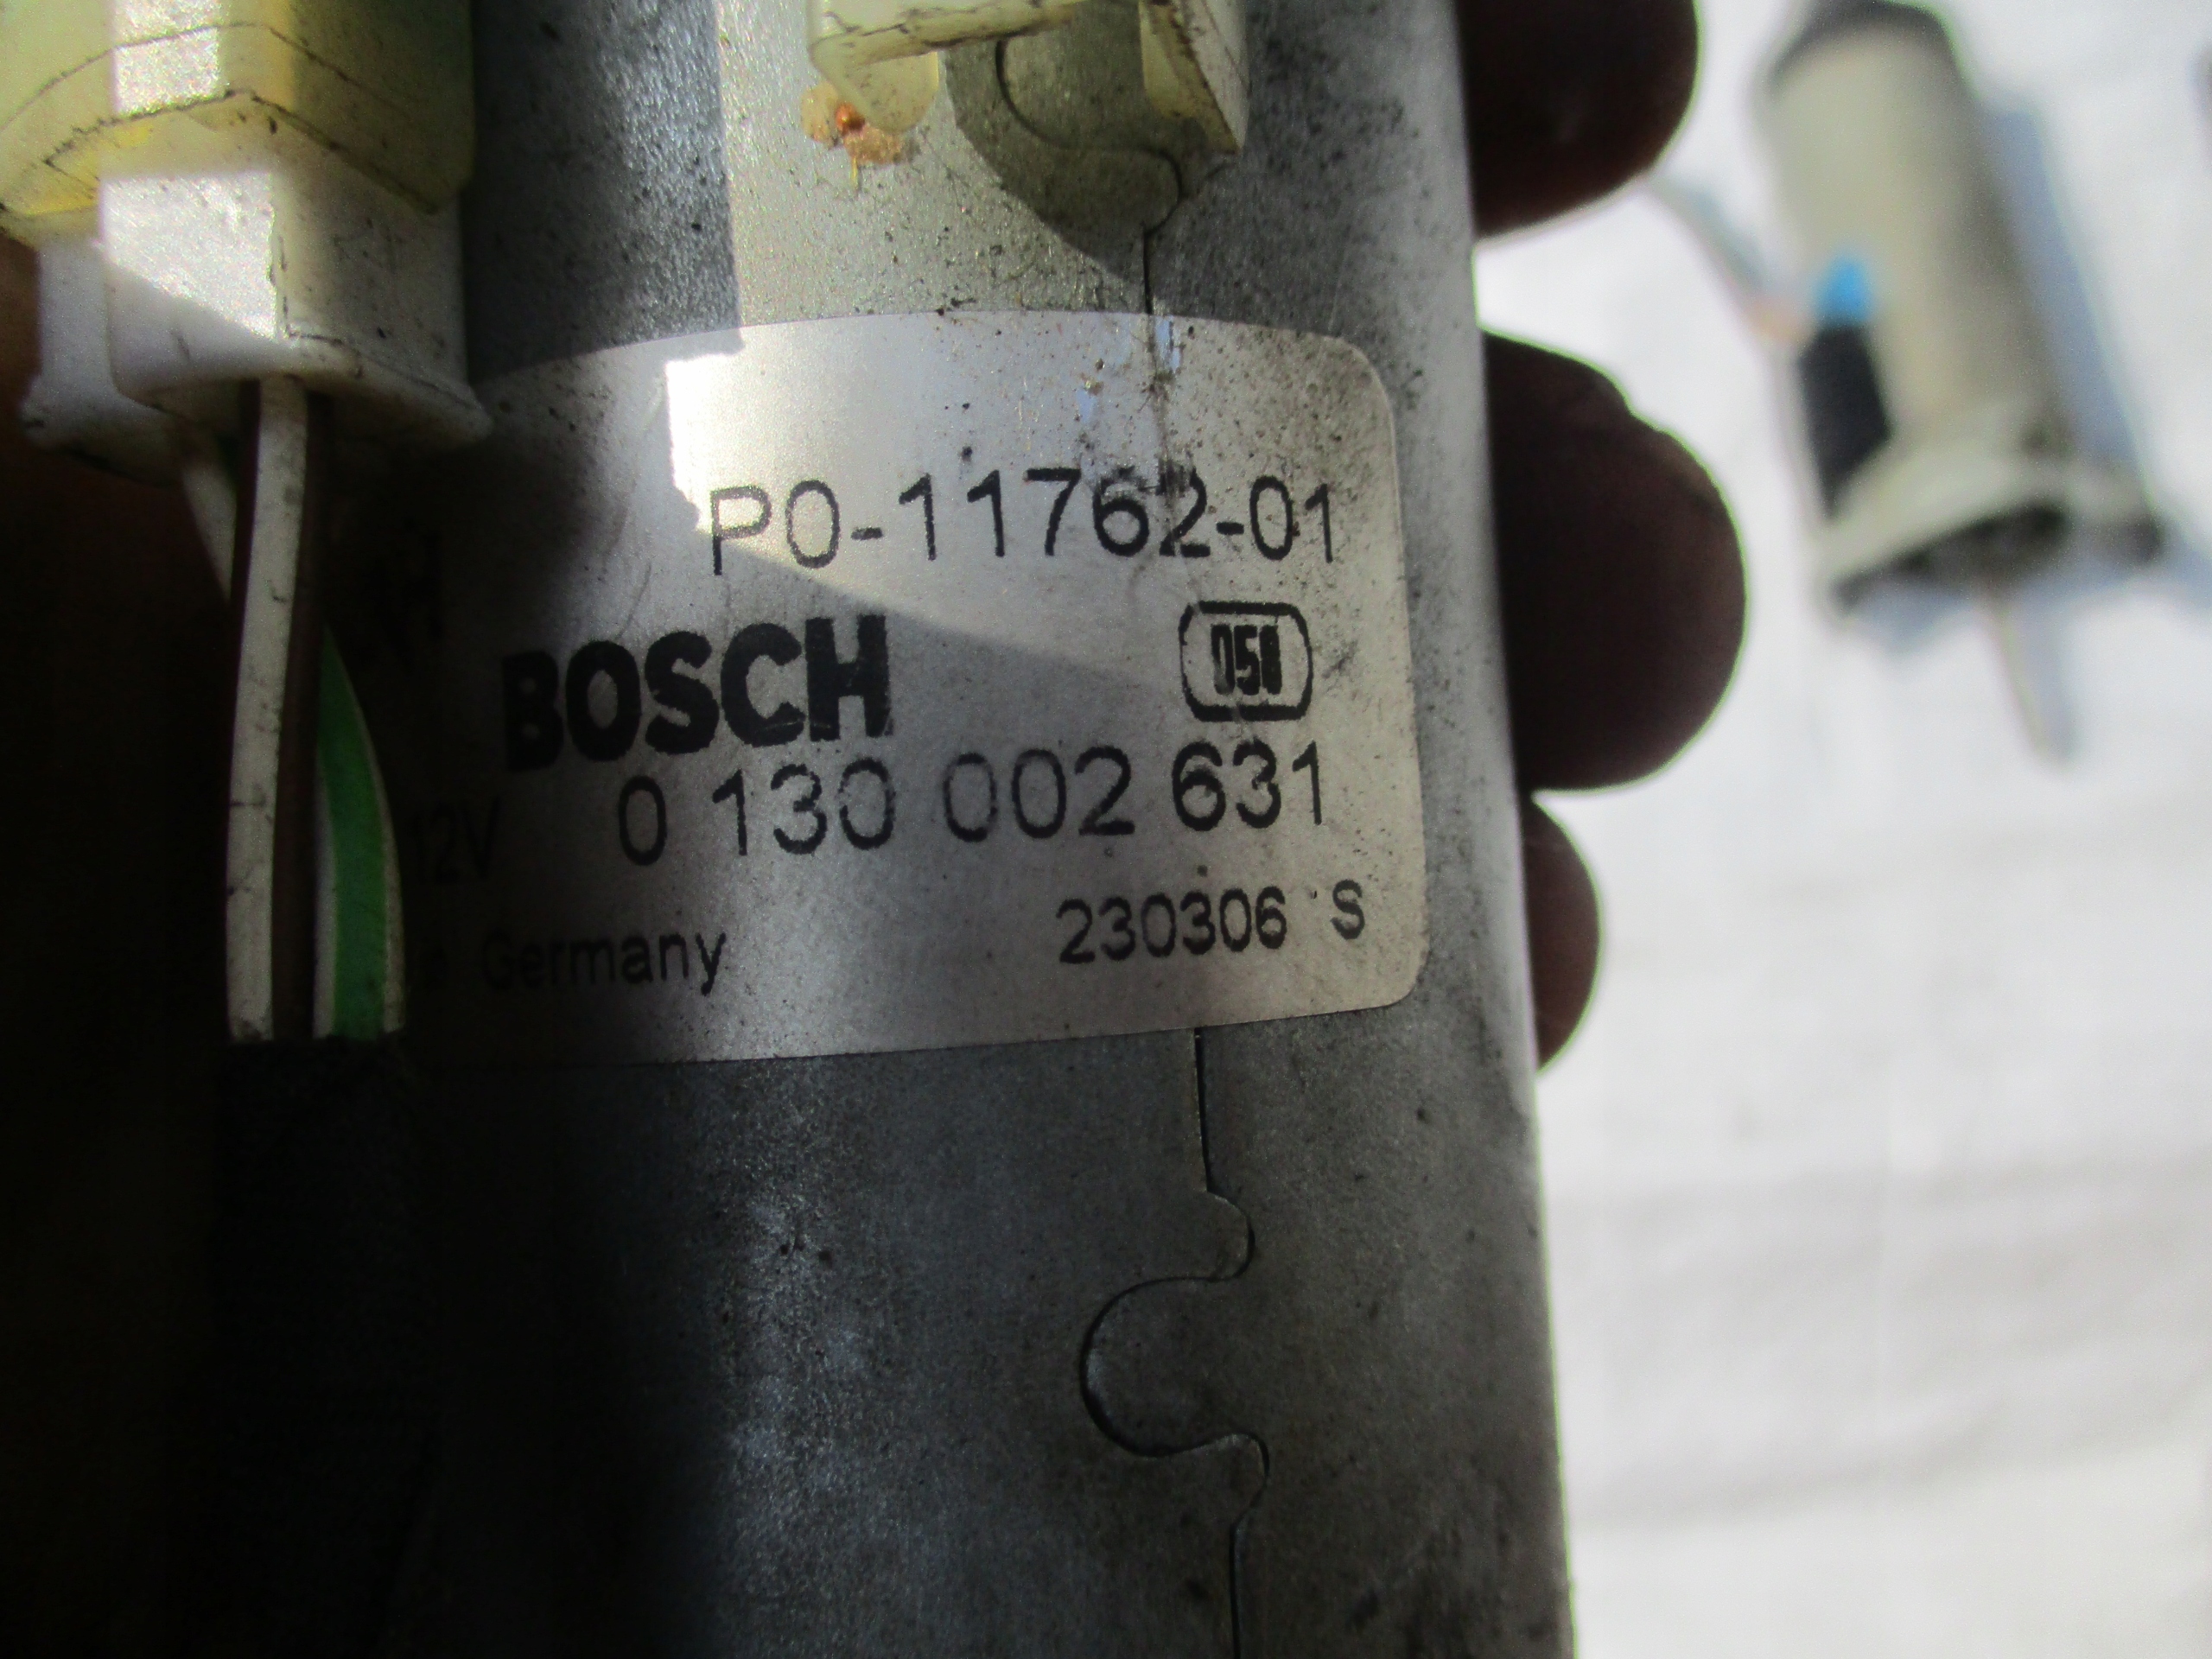 P0-11762-01
BOSCH
058
12V 0 130 002 631
Germany 230306 S